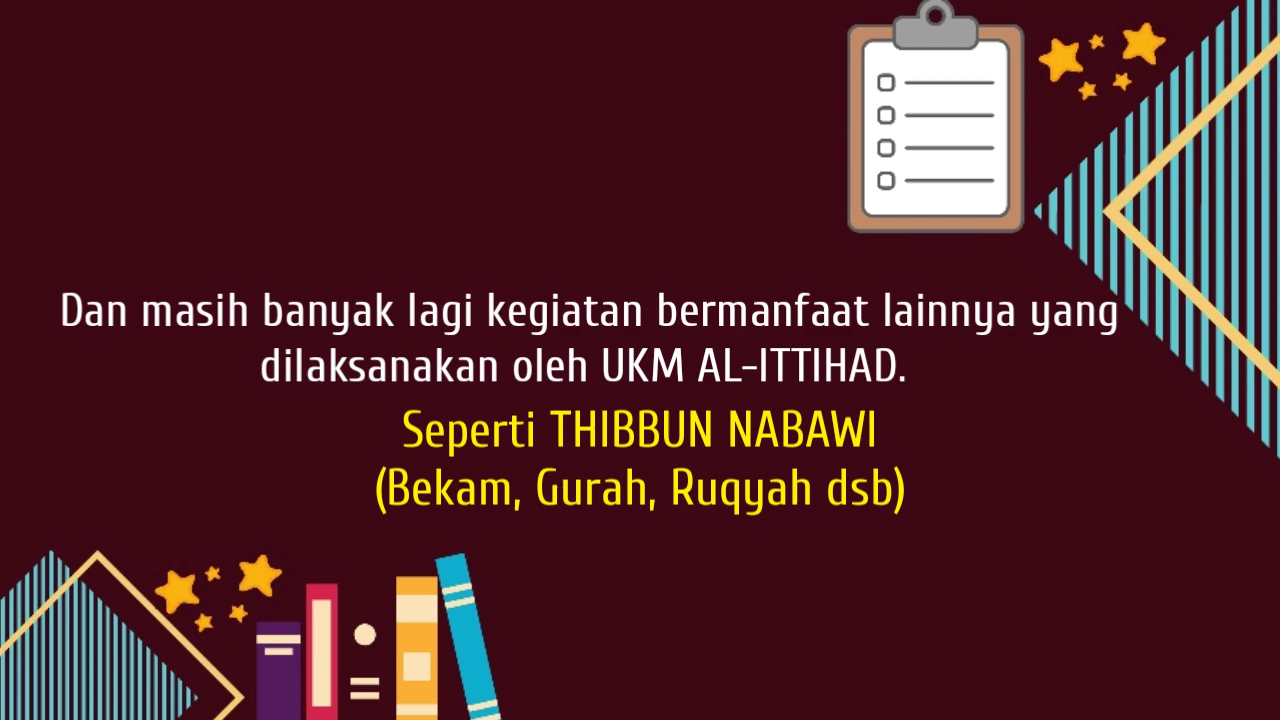 Dan masih banyak lagi kegiatan bermanfaat lainnya yang
dilaksanakan oleh UKM AL-ITTIHAD.
Seperti THIBBUN NABAWI
(Bekam, Gurah, Ruqyah dsb)